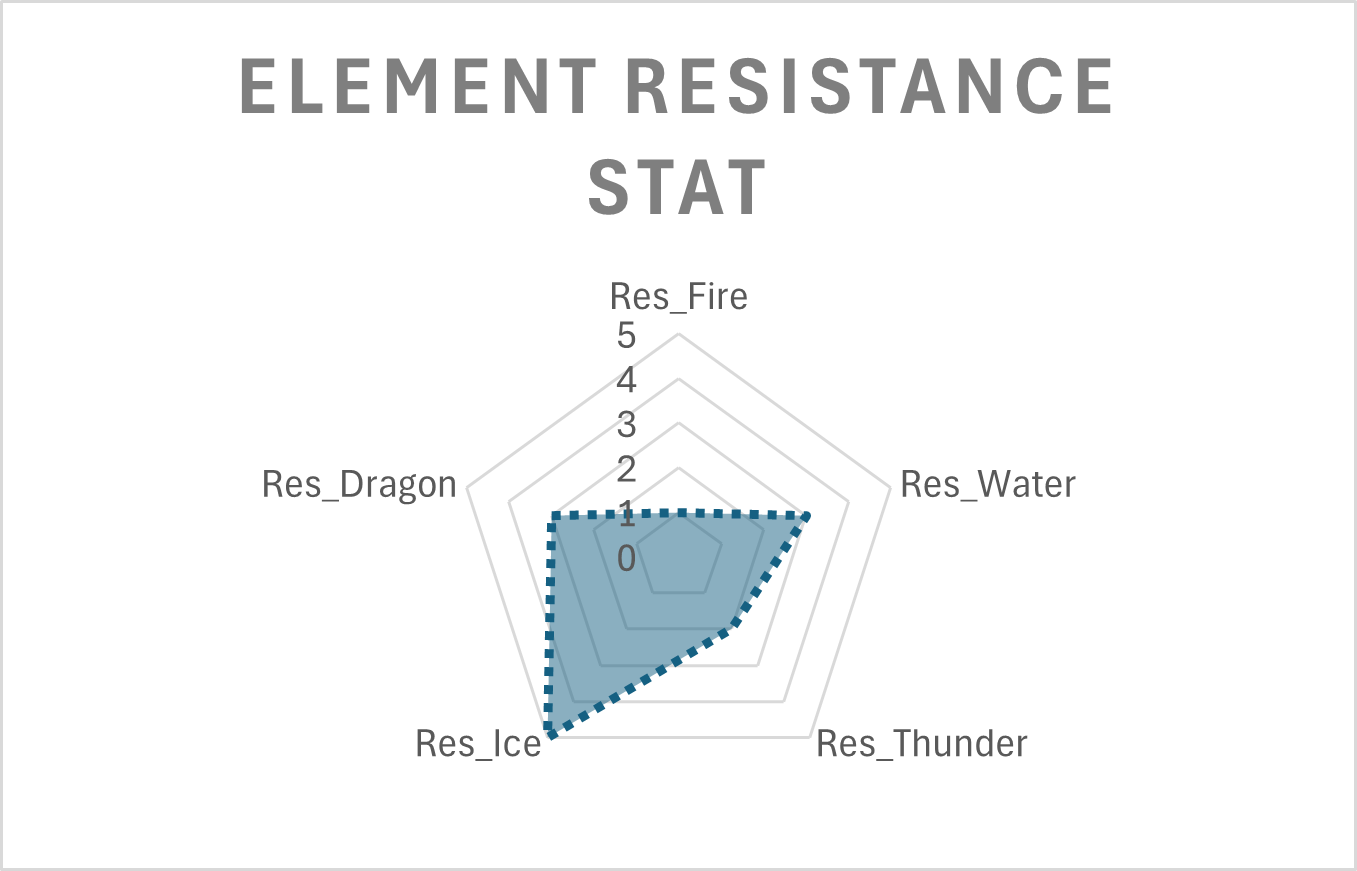 ELEMENT RESISTANCE
STAT
Res_Fire
5
4
3
2
1
0
Res_Dragon
Res_Water
Res_Ice
Res_Thunder